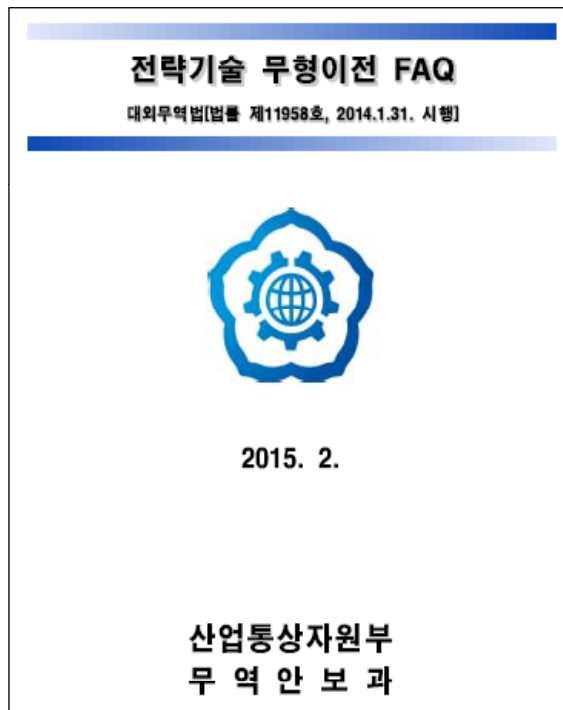 전략기술 무형이전 FAQ
대외무역법[법률 제11958호, 2014.1.31. 시행]
2015. 2.
산업통상자원부
무 역 안 보 과